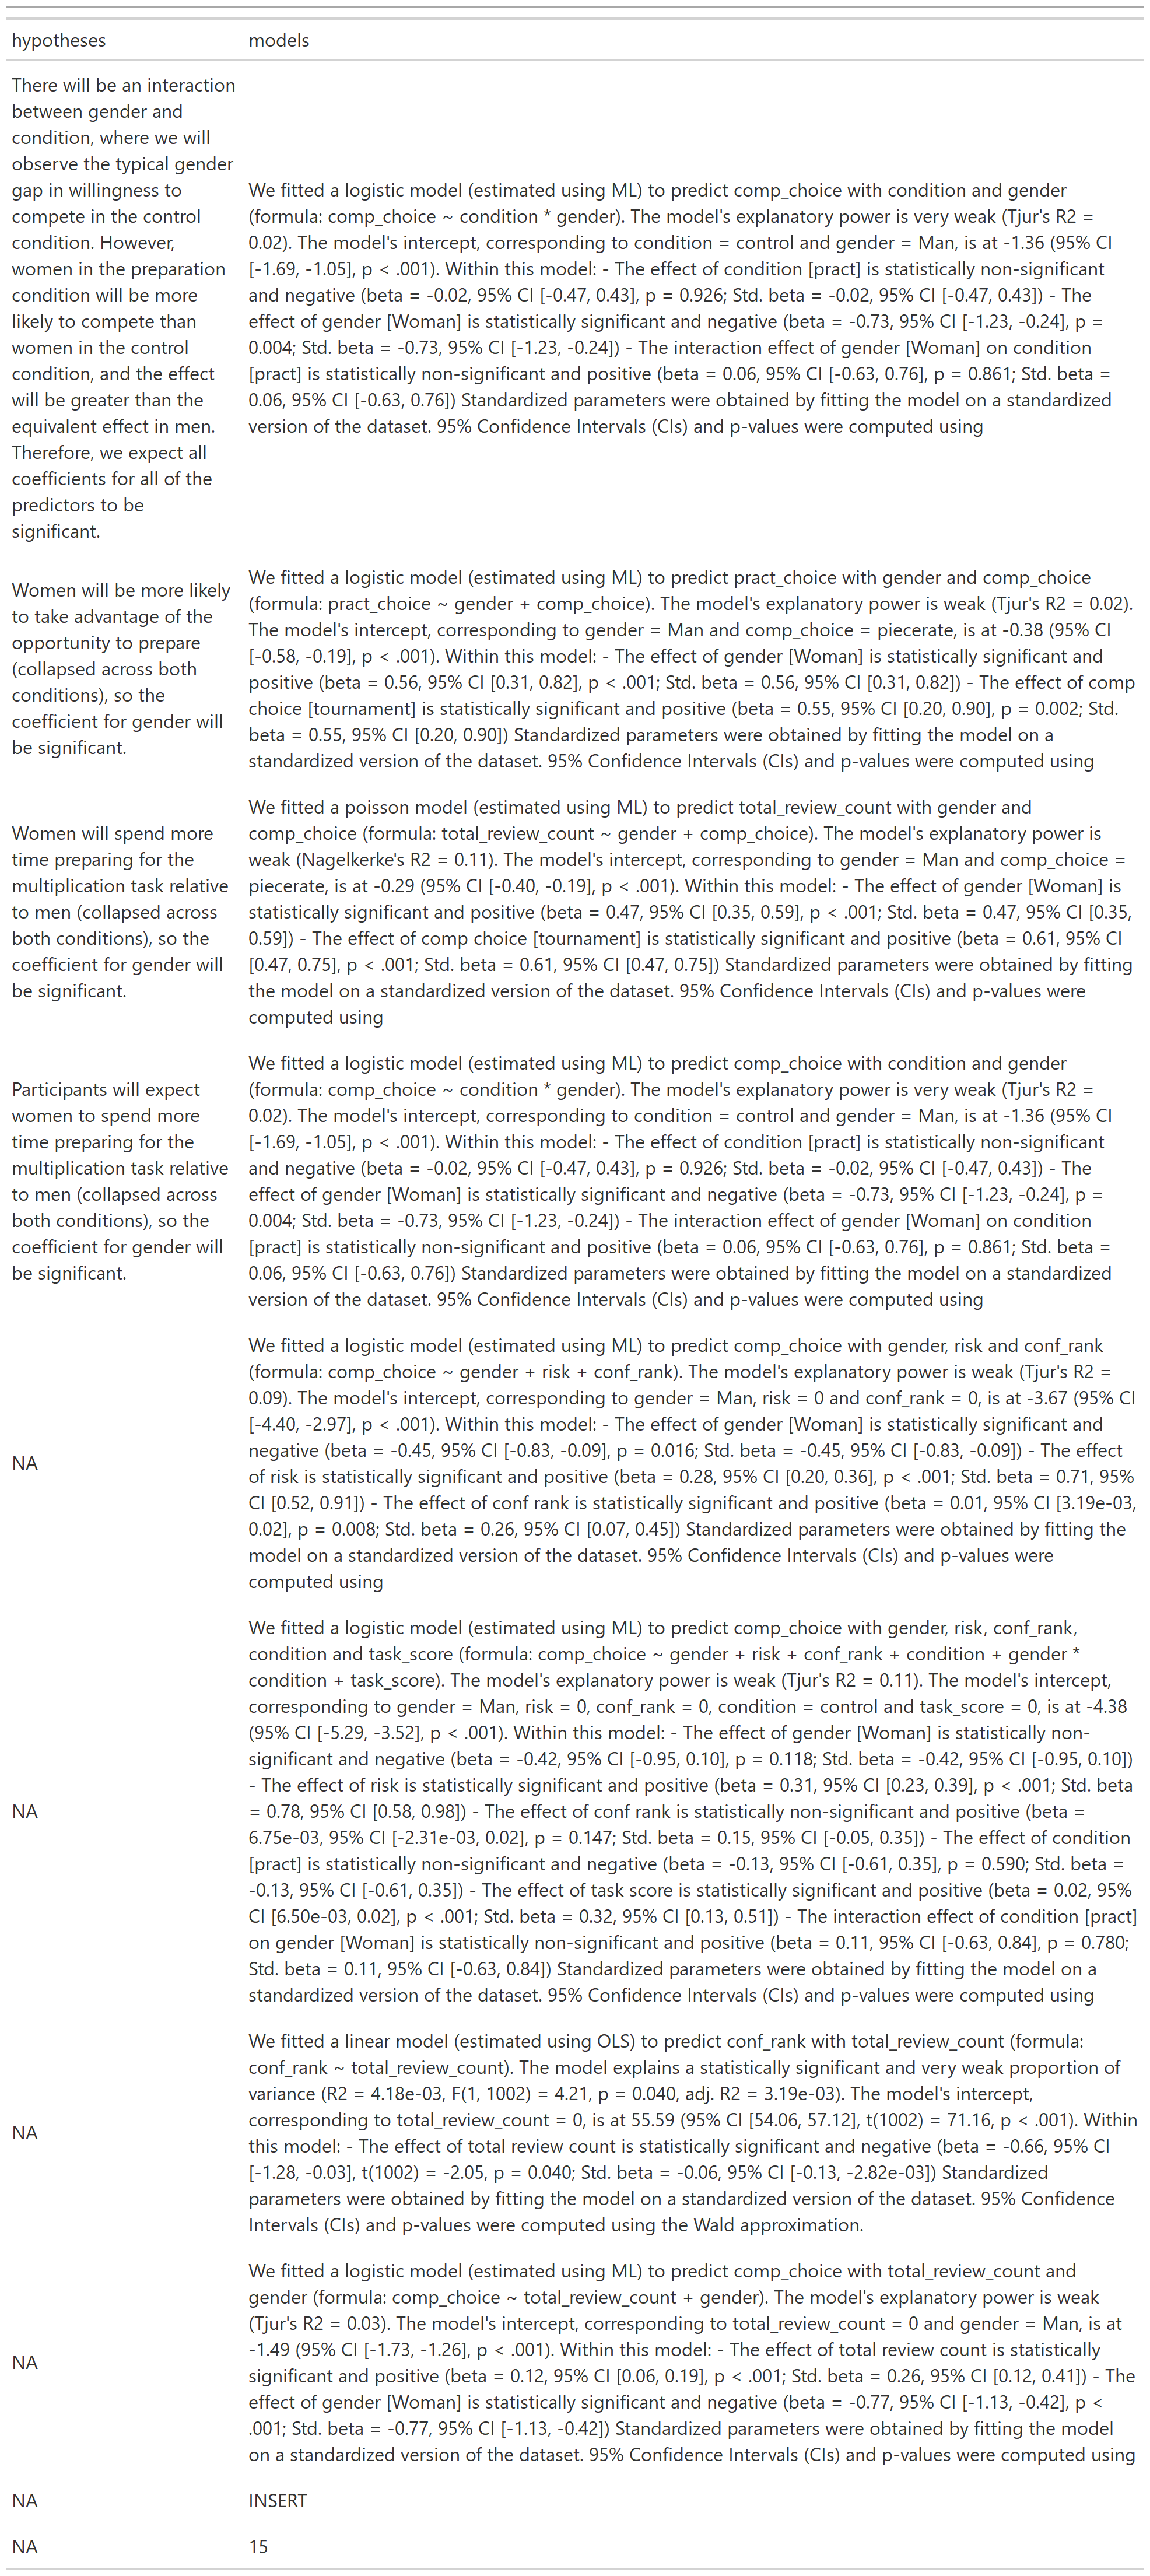 hypotheses
models
There will be an interaction
between gender and
condition, where we will
observe the typical gender
gap in willingness to
compete in the control
condition. However,
women in the preparation
condition will be more
likely to compete than
women in the control
condition, and the effect
will be greater than the
equivalent effect in men.
Therefore, we expect all
coefficients for all of the
predictors to be
significant.
We fitted a logistic model (estimated using ML) to predict comp_choice with condition and gender
(formula: comp_choice ~ condition * gender). The model's explanatory power is very weak (Tjur's R2 =
0.02). The model's intercept, corresponding to condition = control and gender = Man, is at -1.36 (95% CI
[-1.69, -1.05], p < .001). Within this model: - The effect of condition [pract] is statistically non-significant
and negative (beta = -0.02, 95% CI [-0.47, 0.43], p = 0.926; Std. beta = -0.02, 95% CI [-0.47, 0.43]) - The
effect of gender [Woman] is statistically significant and negative (beta = -0.73, 95% CI [-1.23, -0.24], p =
0.004; Std. beta = -0.73, 95% CI [-1.23, -0.24]) - The interaction effect of gender [Woman] on condition
[pract] is statistically non-significant and positive (beta = 0.06, 95% CI [-0.63, 0.76], p = 0.861; Std. beta =
0.06, 95% CI [-0.63, 0.76]) Standardized parameters were obtained by fitting the model on a standardized
version of the dataset. 95% Confidence Intervals (CIs) and p-values were computed using
Women will be more likely
to take advantage of the
opportunity to prepare
(collapsed across both
conditions), so the
coefficient for gender will
be significant.
We fitted a logistic model (estimated using ML) to predict pract_choice with gender and comp_choice
(formula: pract_choice ~ gender + comp_choice). The model's explanatory power is weak (Tjur's R2 = 0.02).
The model's intercept, corresponding to gender = Man and comp_choice = piecerate, is at -0.38 (95% CI
[-0.58, -0.19], p < .001). Within this model: - The effect of gender [Woman] is statistically significant and
positive (beta = 0.56, 95% CI [0.31, 0.82], p < .001; Std. beta = 0.56, 95% CI [0.31, 0.82]) - The effect of comp
choice [tournament] is statistically significant and positive (beta = 0.55, 95% CI [0.20, 0.90], p = 0.002; Std.
beta = 0.55, 95% CI [0.20, 0.90]) Standardized parameters were obtained by fitting the model on a
standardized version of the dataset. 95% Confidence Intervals (CIs) and p-values were computed using
Women will spend more
time preparing for the
multiplication task relative
to men (collapsed across
both conditions), so the
coefficient for gender will
be significant.
We fitted a poisson model (estimated using ML) to predict total_review_count with gender and
comp_choice (formula: total_review_count ~ gender + comp_choice). The model's explanatory power is
weak (Nagelkerke's R2 = 0.11). The model's intercept, corresponding to gender = Man and comp_choice =
piecerate, is at -0.29 (95% CI [-0.40, -0.19], p < .001). Within this model: - The effect of gender [Woman] is
statistically significant and positive (beta = 0.47, 95% CI [0.35, 0.59], p < .001; Std. beta = 0.47, 95% CI [0.35,
0.59]) - The effect of comp choice [tournament] is statistically significant and positive (beta = 0.61, 95% CI
[0.47, 0.75], p < .001; Std. beta = 0.61, 95% CI [0.47, 0.75]) Standardized parameters were obtained by fitting
the model on a standardized version of the dataset. 95% Confidence Intervals (CIs) and p-values were
computed using
Participants will expect
women to spend more
time preparing for the
multiplication task relative
to men (collapsed across
both conditions), so the
coefficient for gender will
be significant.
We fitted a logistic model (estimated using ML) to predict comp_choice with condition and gender
(formula: comp_choice ~ condition * gender). The model's explanatory power is very weak (Tjur's R2 =
0.02). The model's intercept, corresponding to condition = control and gender = Man, is at -1.36 (95% CI
[-1.69, -1.05], p < .001). Within this model: - The effect of condition [pract] is statistically non-significant
and negative (beta = -0.02, 95% CI [-0.47, 0.43], p = 0.926; Std. beta = -0.02, 95% CI [-0.47, 0.43]) - The
effect of gender [Woman] is statistically significant and negative (beta = -0.73, 95% CI [-1.23, -0.24], p =
0.004; Std. beta = -0.73, 95% CI [-1.23, -0.24]) - The interaction effect of gender [Woman] on condition
[pract] is statistically non-significant and positive (beta = 0.06, 95% CI [-0.63, 0.76], p = 0.861; Std. beta =
0.06, 95% CI [-0.63, 0.76]) Standardized parameters were obtained by fitting the model on a standardized
version of the dataset. 95% Confidence Intervals (CIs) and p-values were computed using
NA
We fitted a logistic model (estimated using ML) to predict comp_choice with gender, risk and conf_rank
(formula: comp_choice ~ gender + risk + conf_rank). The model's explanatory power is weak (Tjur's R2 =
0.09). The model's intercept, corresponding to gender = Man, risk = 0 and conf_rank = 0, is at -3.67 (95% CI
[-4.40, -2.97], p < .001). Within this model: - The effect of gender [Woman] is statistically significant and
negative (beta = -0.45, 95% CI [-0.83, -0.09], p = 0.016; Std. beta = -0.45, 95% CI [-0.83, -0.09]) - The effect
of risk is statistically significant and positive (beta = 0.28, 95% CI [0.20, 0.36], p < .001; Std. beta = 0.71, 95%
CI [0.52, 0.91]) - The effect of conf rank is statistically significant and positive (beta = 0.01, 95% CI [3.19e-03,
0.02], p = 0.008; Std. beta = 0.26, 95% CI [0.07, 0.45]) Standardized parameters were obtained by fitting the
model on a standardized version of the dataset. 95% Confidence Intervals (CIs) and p-values were
computed using
NA
We fitted a logistic model (estimated using ML) to predict comp_choice with gender, risk, conf_rank,
condition and task_score (formula: comp_choice ~ gender + risk + conf_rank + condition + gender *
condition + task_score). The model's explanatory power is weak (Tjur's R2 = 0.11). The model's intercept,
corresponding to gender = Man, risk = 0, conf_rank = 0, condition = control and task_score = 0, is at -4.38
(95% CI [-5.29, -3.52], p < .001). Within this model: - The effect of gender [Woman] is statistically non-
significant and negative (beta = -0.42, 95% CI [-0.95, 0.10], p = 0.118; Std. beta = -0.42, 95% CI [-0.95, 0.10])
- The effect of risk is statistically significant and positive (beta = 0.31, 95% CI [0.23, 0.39], p < .001; Std. beta
= 0.78, 95% CI [0.58, 0.98]) - The effect of conf rank is statistically non-significant and positive (beta =
6.75e-03, 95% CI [-2.31e-03, 0.02], p = 0.147; Std. beta = 0.15, 95% CI [-0.05, 0.35]) - The effect of condition
[pract] is statistically non-significant and negative (beta = -0.13, 95% CI [-0.61, 0.35], p = 0.590; Std. beta =
-0.13, 95% CI [-0.61, 0.35]) - The effect of task score is statistically significant and positive (beta = 0.02, 95%
CI [6.50e-03, 0.02], p < .001; Std. beta = 0.32, 95% CI [0.13, 0.51]) - The interaction effect of condition [pract]
on gender [Woman] is statistically non-significant and positive (beta = 0.11, 95% CI [-0.63, 0.84], p = 0.780;
Std. beta = 0.11, 95% CI [-0.63, 0.84]) Standardized parameters were obtained by fitting the model on a
standardized version of the dataset. 95% Confidence Intervals (CIs) and p-values were computed using
NA
We fitted a linear model (estimated using OLS) to predict conf_rank with total_review_count (formula:
conf_rank ~ total_review_count). The model explains a statistically significant and very weak proportion of
variance (R2 = 4.18e-03, F(1, 1002) = 4.21, p = 0.040, adj. R2 = 3.19e-03). The model's intercept,
corresponding to total_review_count = 0, is at 55.59 (95% CI [54.06, 57.12], t(1002) = 71.16, p < .001). Within
this model: - The effect of total review count is statistically significant and negative (beta = -0.66, 95% CI
[-1.28, -0.03], t(1002) = -2.05, p = 0.040; Std. beta = -0.06, 95% CI [-0.13, -2.82e-03]) Standardized
parameters were obtained by fitting the model on a standardized version of the dataset. 95% Confidence
Intervals (CIs) and p-values were computed using the Wald approximation.
NA
We fitted a logistic model (estimated using ML) to predict comp_choice with total_review_count and
gender (formula: comp_choice ~ total_review_count + gender). The model's explanatory power is weak
(Tjur's R2 = 0.03). The model's intercept, corresponding to total_review_count = 0 and gender = Man, is at
-1.49 (95% CI [-1.73, -1.26], p < .001). Within this model: - The effect of total review count is statistically
significant and positive (beta = 0.12, 95% CI [0.06, 0.19], p < .001; Std. beta = 0.26, 95% CI [0.12, 0.41]) - The
effect of gender [Woman] is statistically significant and negative (beta = -0.77, 95% CI [-1.13, -0.42], p <
.001; Std. beta = -0.77, 95% CI [-1.13, -0.42]) Standardized parameters were obtained by fitting the model
on a standardized version of the dataset. 95% Confidence Intervals (CIs) and p-values were computed using
NA
INSERT
NA
15